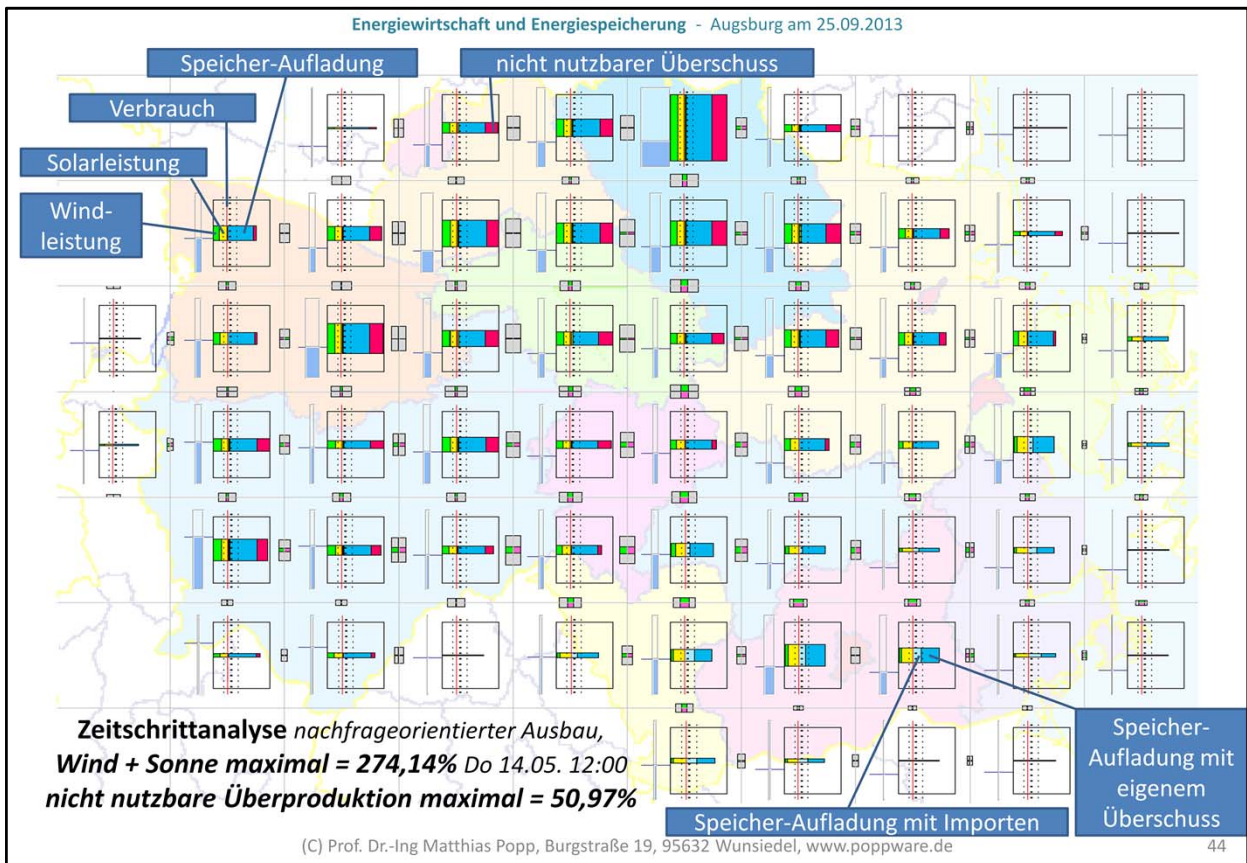 Energiewirtschaft und Energiespeicherung - Augsburg am 25.09.2013
Speicher-Aufladung
nicht nutzbarer Überschuss
Verbrauch
Solarleistung
Wind-
leistung
Zeitschrittanalyse nachfrageorientierter Ausbau,
Wind + Sonne maximal = 274,14% Do 14.05. 12:00
nicht nutzbare Überproduktion maximal = 50,97%
Speicher-
Aufladung mit
eigenem
Überschuss
Speicher-Aufladung mit Importen
(C) Prof. Dr.-Ing Matthias Popp, Burgstraße 19, 95632 Wunsiedel, www.poppware.de
44